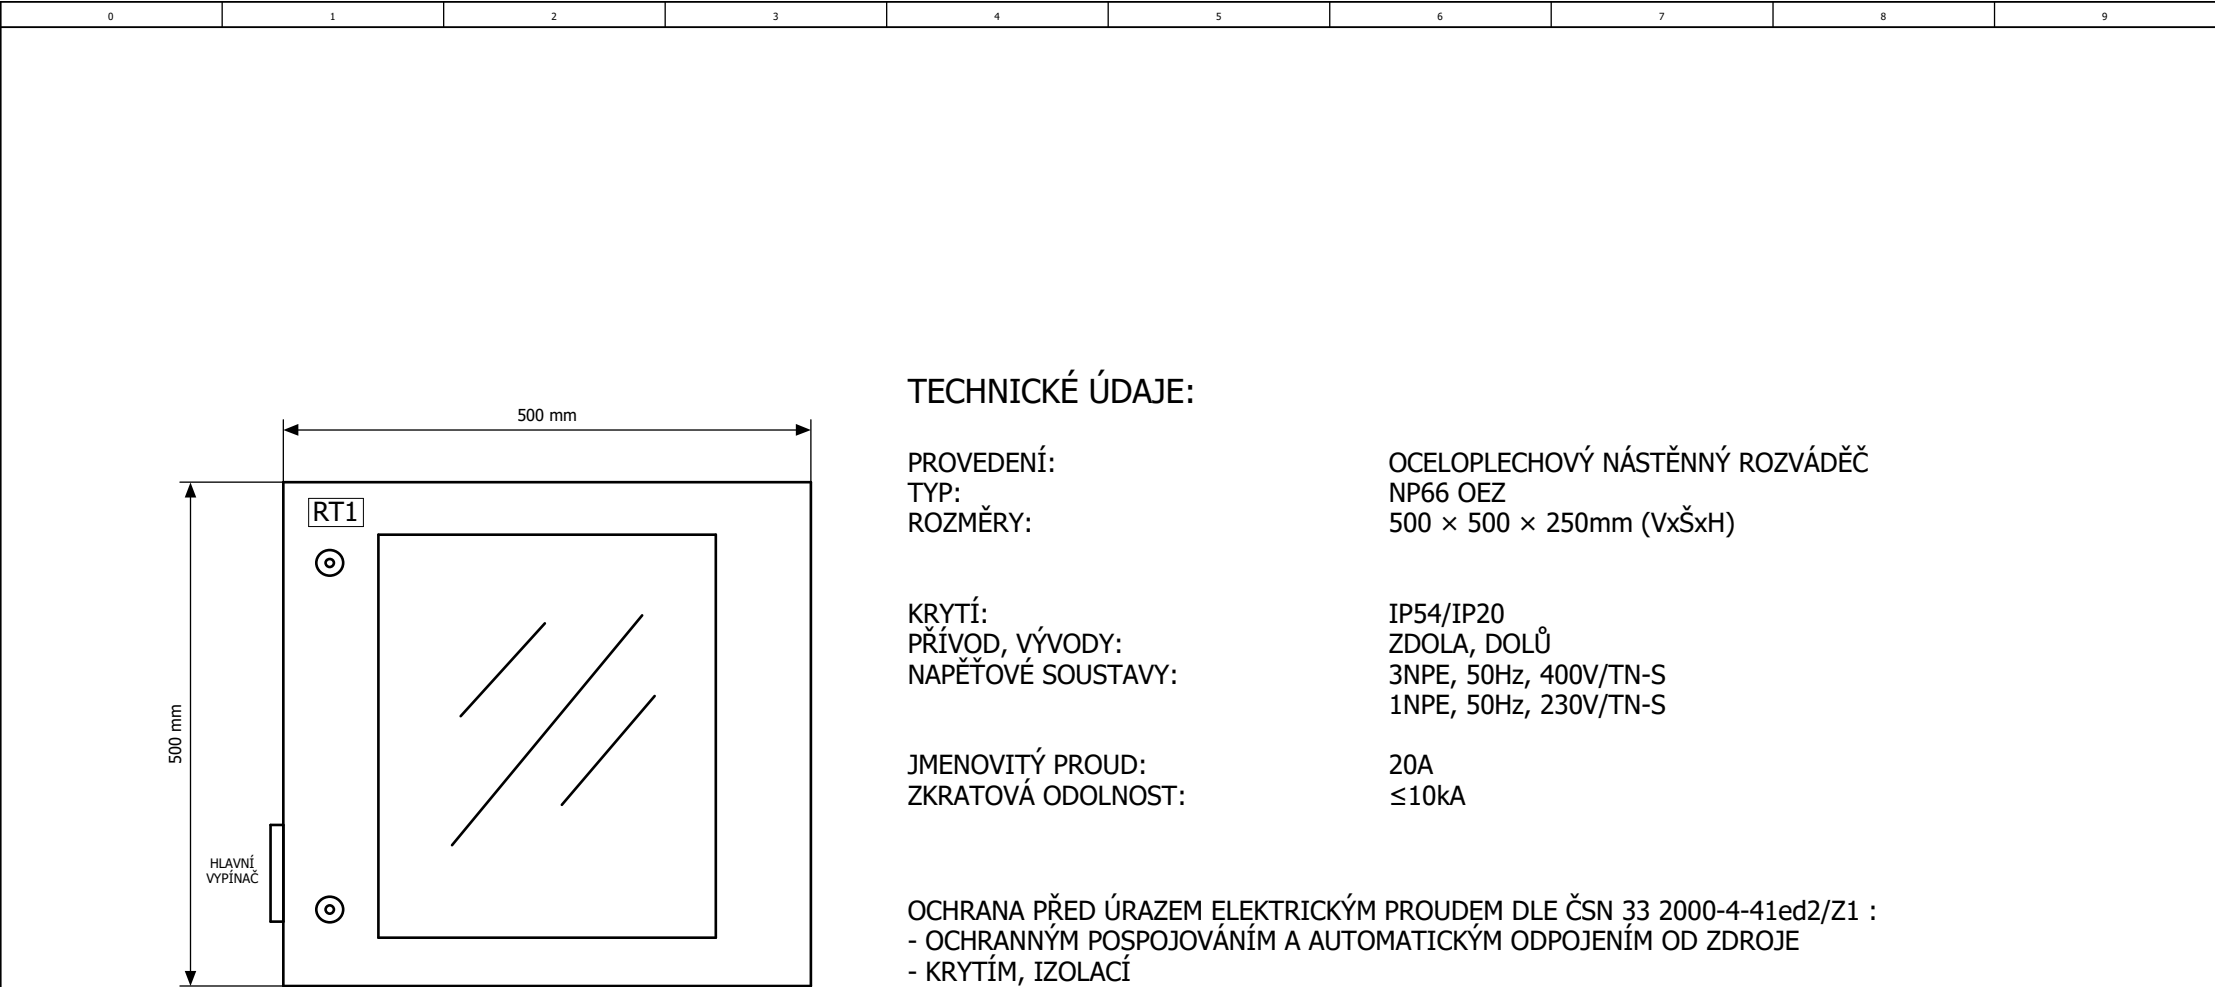 0 1 2 3 4 5 6 7 8 9
TECHNICKÉ ÚDAJE:
500 mm
PROVEDENÍ: OCELOPLECHOVÝ NÁSTĚNNÝ ROZVÁDĚČ
TYP: NP66 OEZ
RT1
ROZMĚRY: 500 × 500 × 250mm (VxŠxH)
KRYTÍ: IP54/IP20
PŘÍVOD, VÝVODY: ZDOLA, DOLŮ
NAPĚŤOVÉ SOUSTAVY: 3NPE, 50Hz, 400V/TN-S
1NPE, 50Hz, 230V/TN-S
500 mm
JMENOVITÝ PROUD: 20A
ZKRATOVÁ ODOLNOST: ≤10kA
HLAVNÍ
VYPÍNAČ
OCHRANA PŘED ÚRAZEM ELEKTRICKÝM PROUDEM DLE ČSN 33 2000-4-41ed2/Z1 :
- OCHRANNÝM POSPOJOVÁNÍM A AUTOMATICKÝM ODPOJENÍM OD ZDROJE
- KRYTÍM, IZOLACÍ